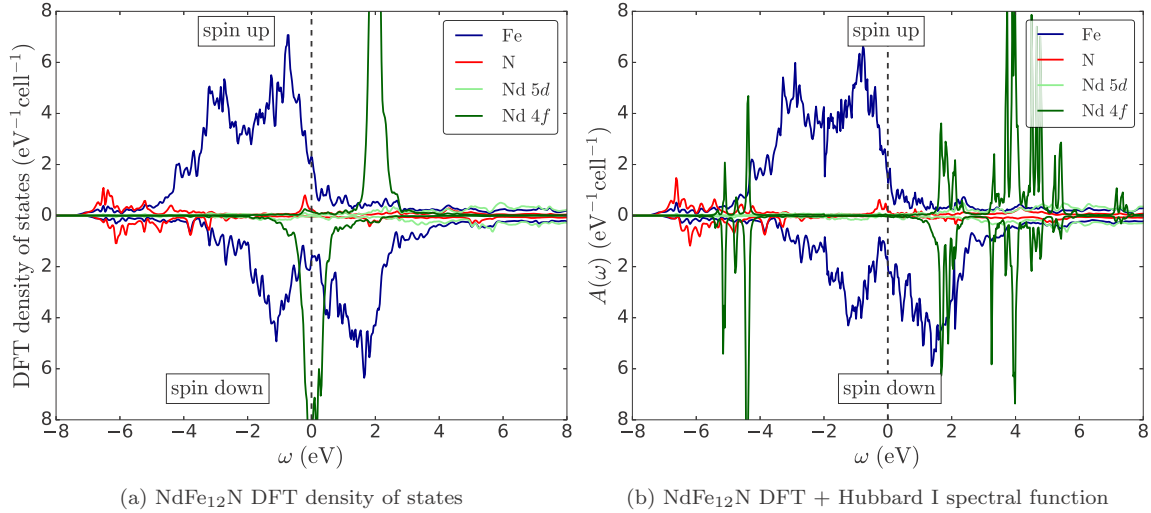 spin up
Fe
N
Nd 5d
Nd 4f
DFT density of states (eV⁻¹cell⁻¹)
8
6
4
2
0
2
4
6
8
spin down
−8 −6 −4 −2 0 2 4 6 8
ω (eV)
(a) NdFe₁₂N DFT density of states
spin up
Fe
N
Nd 5d
Nd 4f
A(ω) (eV⁻¹cell⁻¹)
8
6
4
2
0
2
4
6
8
spin down
−8 −6 −4 −2 0 2 4 6 8
ω (eV)
(b) NdFe₁₂N DFT + Hubbard I spectral function